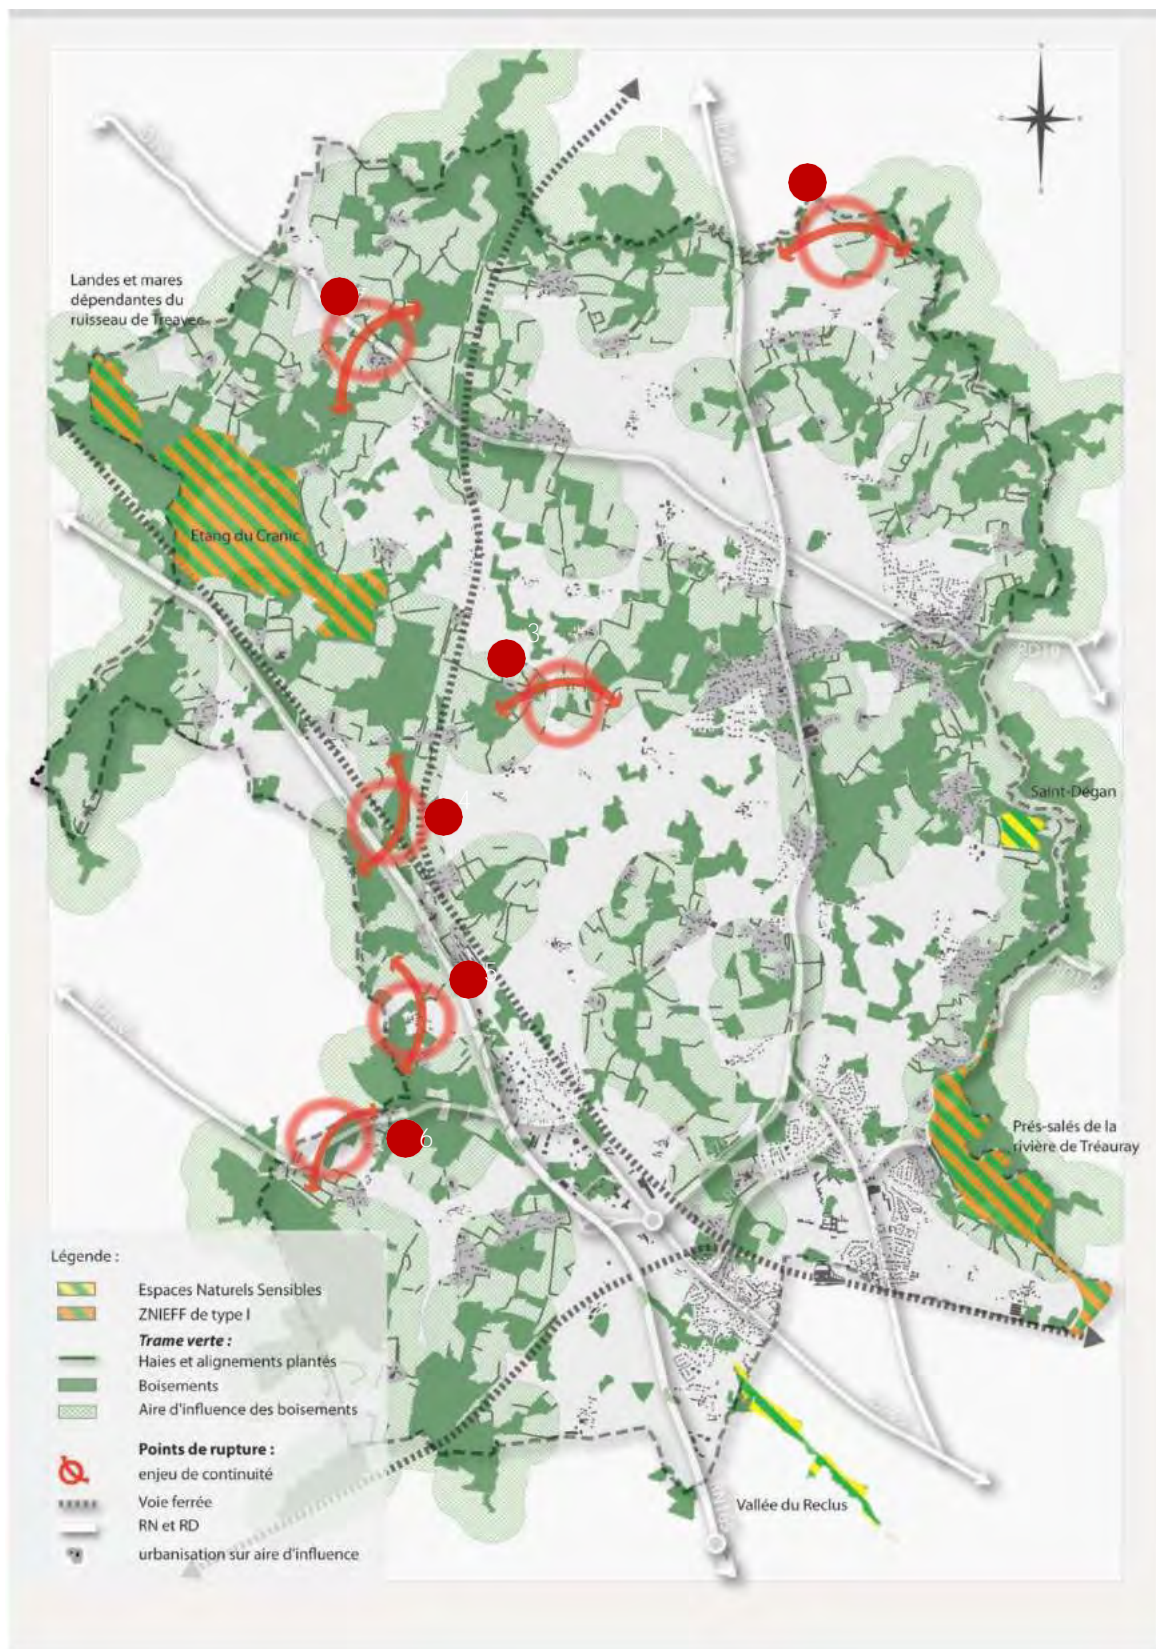 Landes et mares
dépendantes du
ruisseau de Treavec
Etang du Cranic
3
RD10
4
Saint-Dégan
5
6
Prés-salés de la
rivière de Tréauray
Légende :
Espaces Naturels Sensibles
ZNIEFF de type I
Trame verte :
Haies et alignements plantés
Boisements
Aire d'influence des boisements
Points de rupture :
enjeu de continuité
Voie ferrée
RN et RD
urbanisation sur aire d'influence
Vallée du Reclus